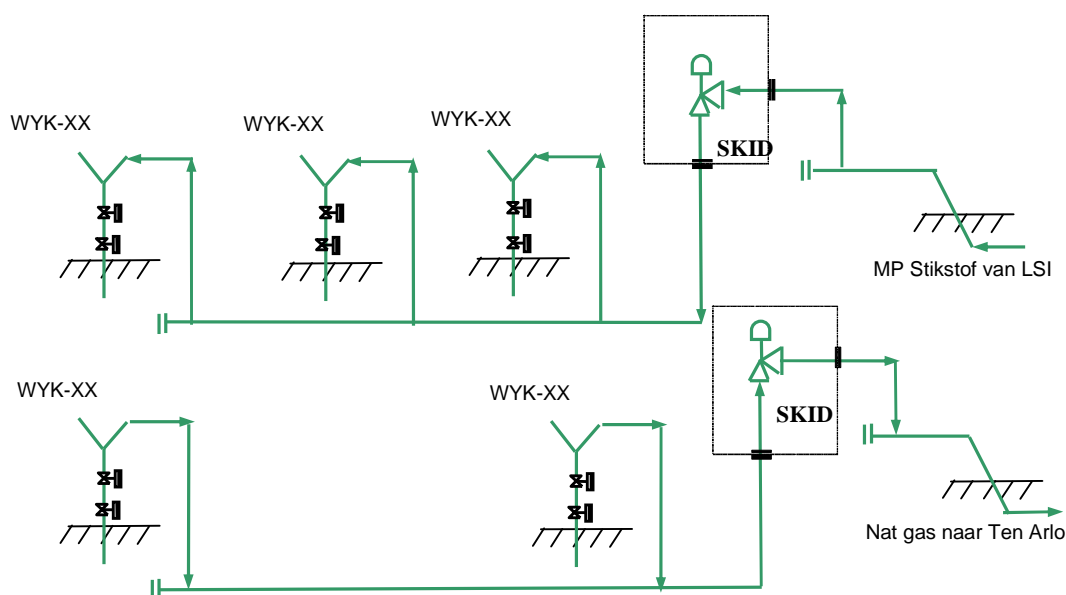 WYK-XX
WYK-XX
WYK-XX
SKID
MP Stikstof van LSI
WYK-XX
WYK-XX
SKID
Nat gas naar Ten Arlo